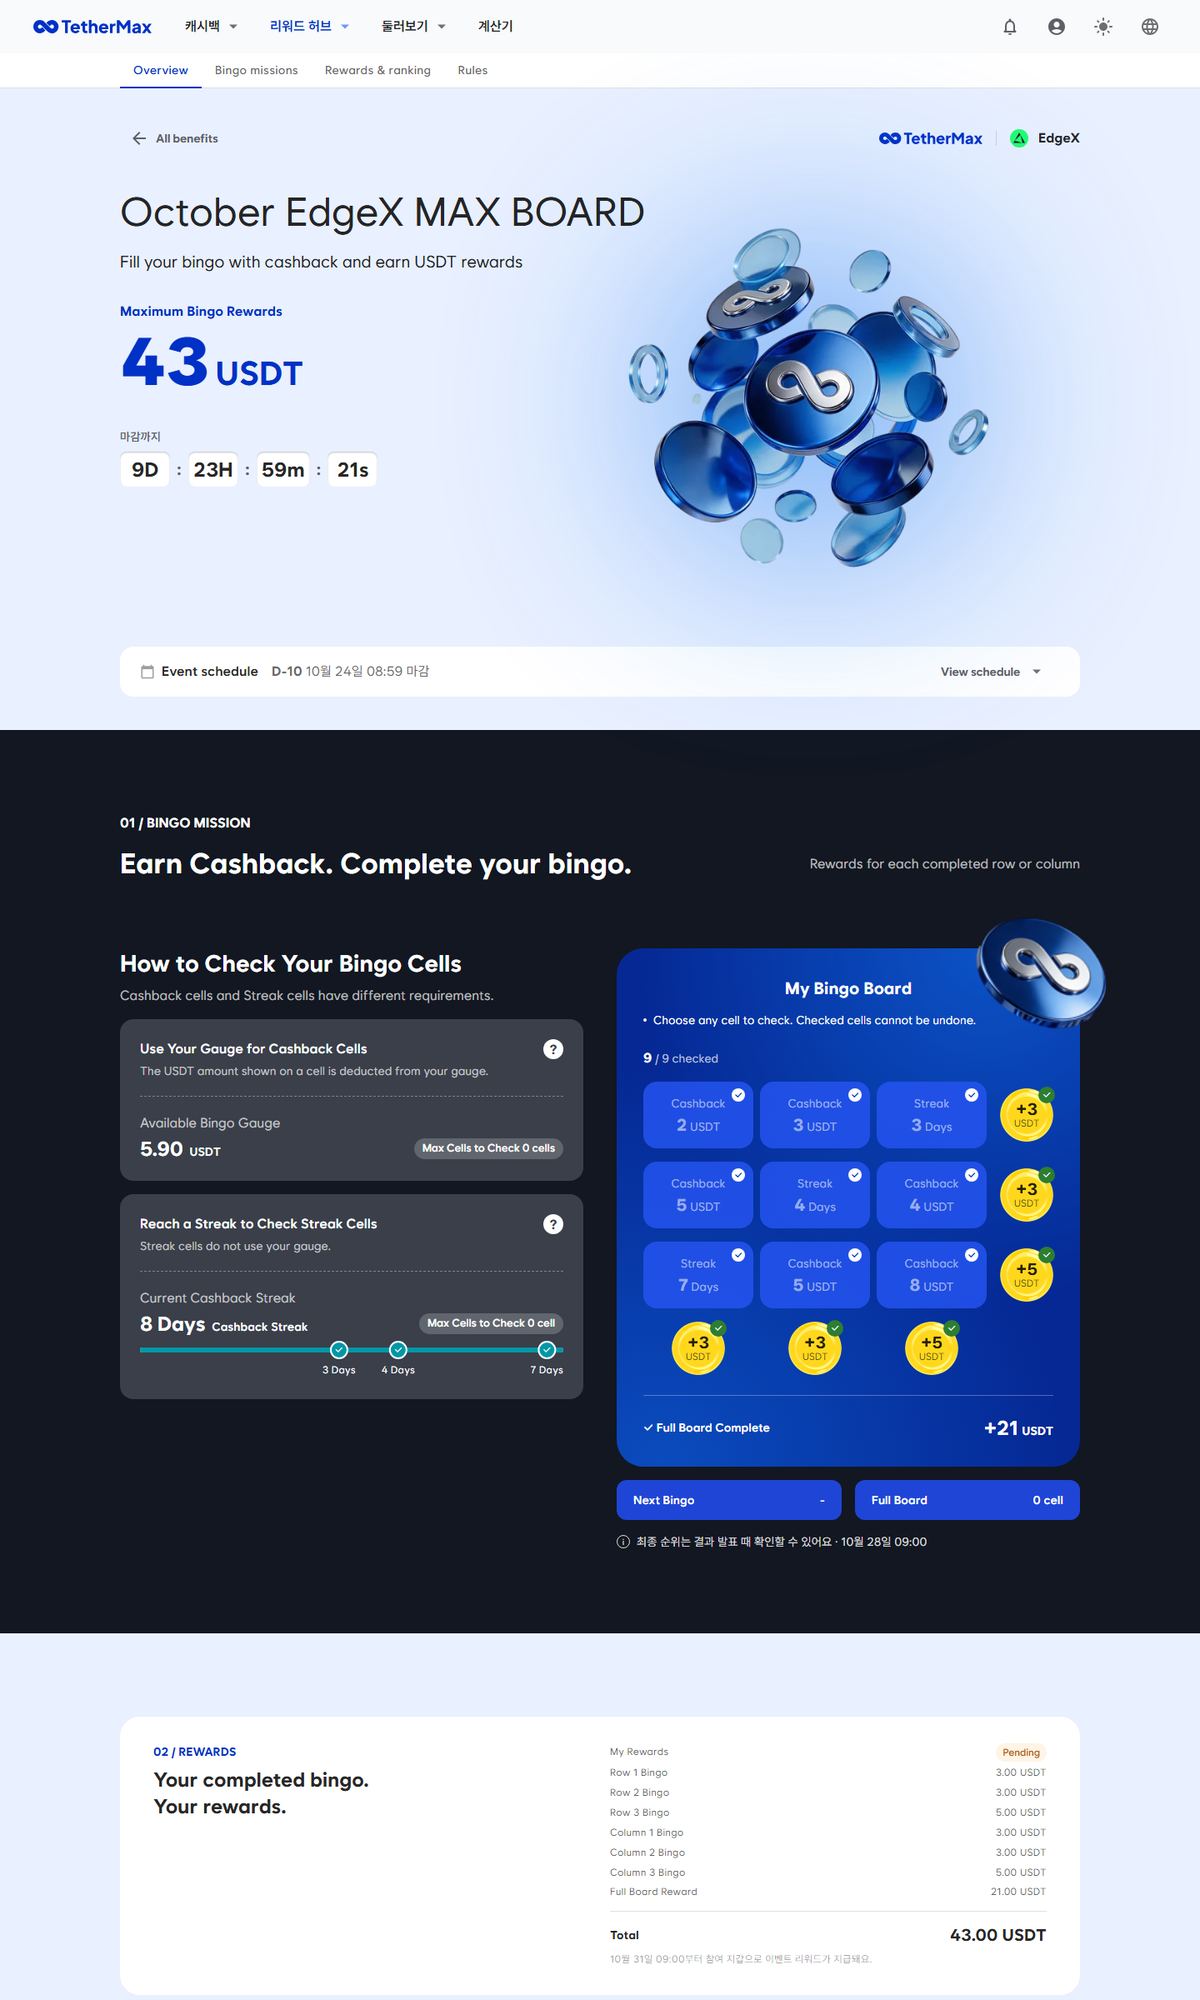 TetherMax
캐시백
리워드 허브
둘러보기
계산기
Overview
Bingo missions
Rewards & ranking
Rules
All benefits
TetherMax
EdgeX
October EdgeX MAX BOARD
Fill your bingo with cashback and earn USDT rewards
Maximum Bingo Rewards
43 USDT
마감까지
9D : 23H : 59m : 21s
Event schedule D-10 10월 24일 08:59 마감
View schedule
01 / BINGO MISSION
Earn Cashback. Complete your bingo.
Rewards for each completed row or column
How to Check Your Bingo Cells
Cashback cells and Streak cells have different requirements.
Use Your Gauge for Cashback Cells
?
The USDT amount shown on a cell is deducted from your gauge.
Available Bingo Gauge
5.90 USDT
Max Cells to Check 0 cells
Reach a Streak to Check Streak Cells
?
Streak cells do not use your gauge.
Current Cashback Streak
8 Days Cashback Streak
Max Cells to Check 0 cell
3 Days
4 Days
7 Days
My Bingo Board
• Choose any cell to check. Checked cells cannot be undone.
9 / 9 checked
Cashback
2 USDT
Cashback
3 USDT
Streak
3 Days
+3
USDT
Cashback
5 USDT
Streak
4 Days
Cashback
4 USDT
+3
USDT
Streak
7 Days
Cashback
5 USDT
Cashback
8 USDT
+5
USDT
+3
USDT
+3
USDT
+5
USDT
Full Board Complete
+21 USDT
Next Bingo
-
Full Board
0 cell
최종 순위는 결과 발표 때 확인할 수 있어요 · 10월 28일 09:00
02 / REWARDS
Your completed bingo.
Your rewards.
My Rewards
Pending
Row 1 Bingo
3.00 USDT
Row 2 Bingo
3.00 USDT
Row 3 Bingo
5.00 USDT
Column 1 Bingo
3.00 USDT
Column 2 Bingo
3.00 USDT
Column 3 Bingo
5.00 USDT
Full Board Reward
21.00 USDT
Total
43.00 USDT
10월 31일 09:00부터 참여 지갑으로 이벤트 리워드가 지급돼요.